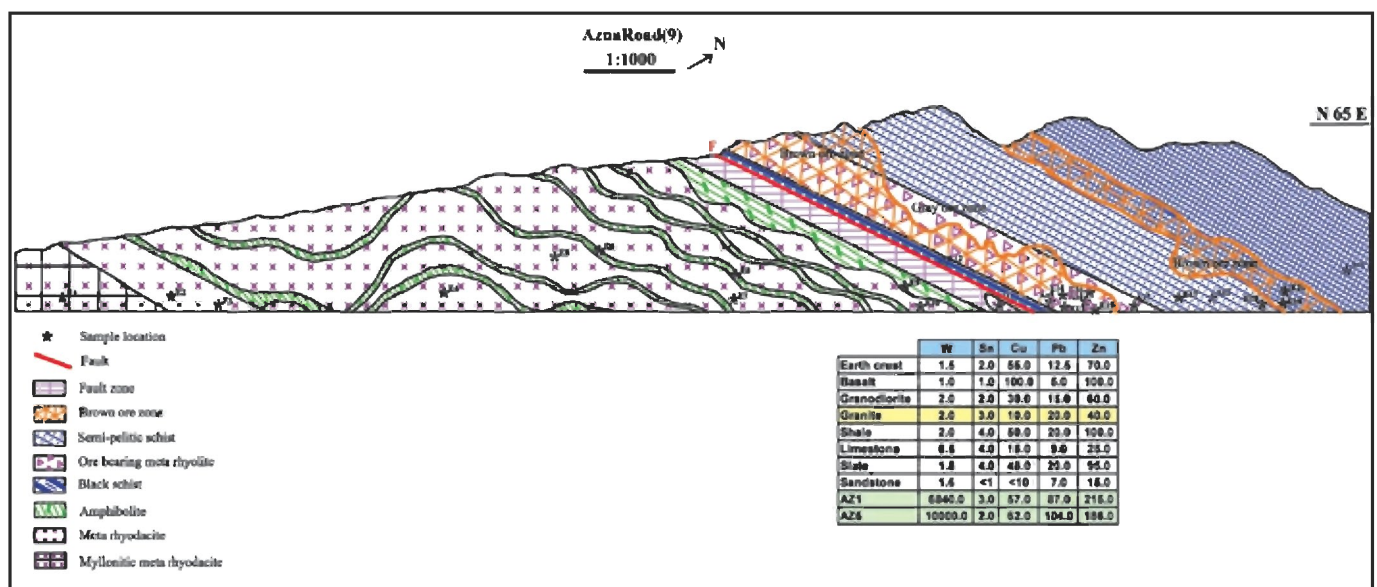 AznaRoad(9)
1:1000
N
N 65 E
F
Brown ore zone
Gray ore zone
Brown ore zone
Sample location
Fault
Fault zone
Brown ore zone
Semi-pelitic schist
Ore bearing meta rhyolite
Black schist
Amphibolite
Meta rhyodacite
Myllonitic meta rhyodacite
W Sn Cu Pb Zn
Earth crust 1.5 2.0 55.0 12.5 70.0
Basalt 1.0 1.0 100.0 5.0 100.0
Granodiorite 2.0 2.0 30.0 15.0 60.0
Granite 2.0 3.0 10.0 20.0 40.0
Shale 2.0 4.0 50.0 20.0 100.0
Limestone 0.5 4.0 15.0 9.0 25.0
Slate 1.8 4.0 45.0 20.0 95.0
Sandstone 1.6 <1 <10 7.0 16.0
AZ1 6840.0 3.0 57.0 87.0 215.0
AZ5 10000.0 2.0 62.0 104.0 186.0